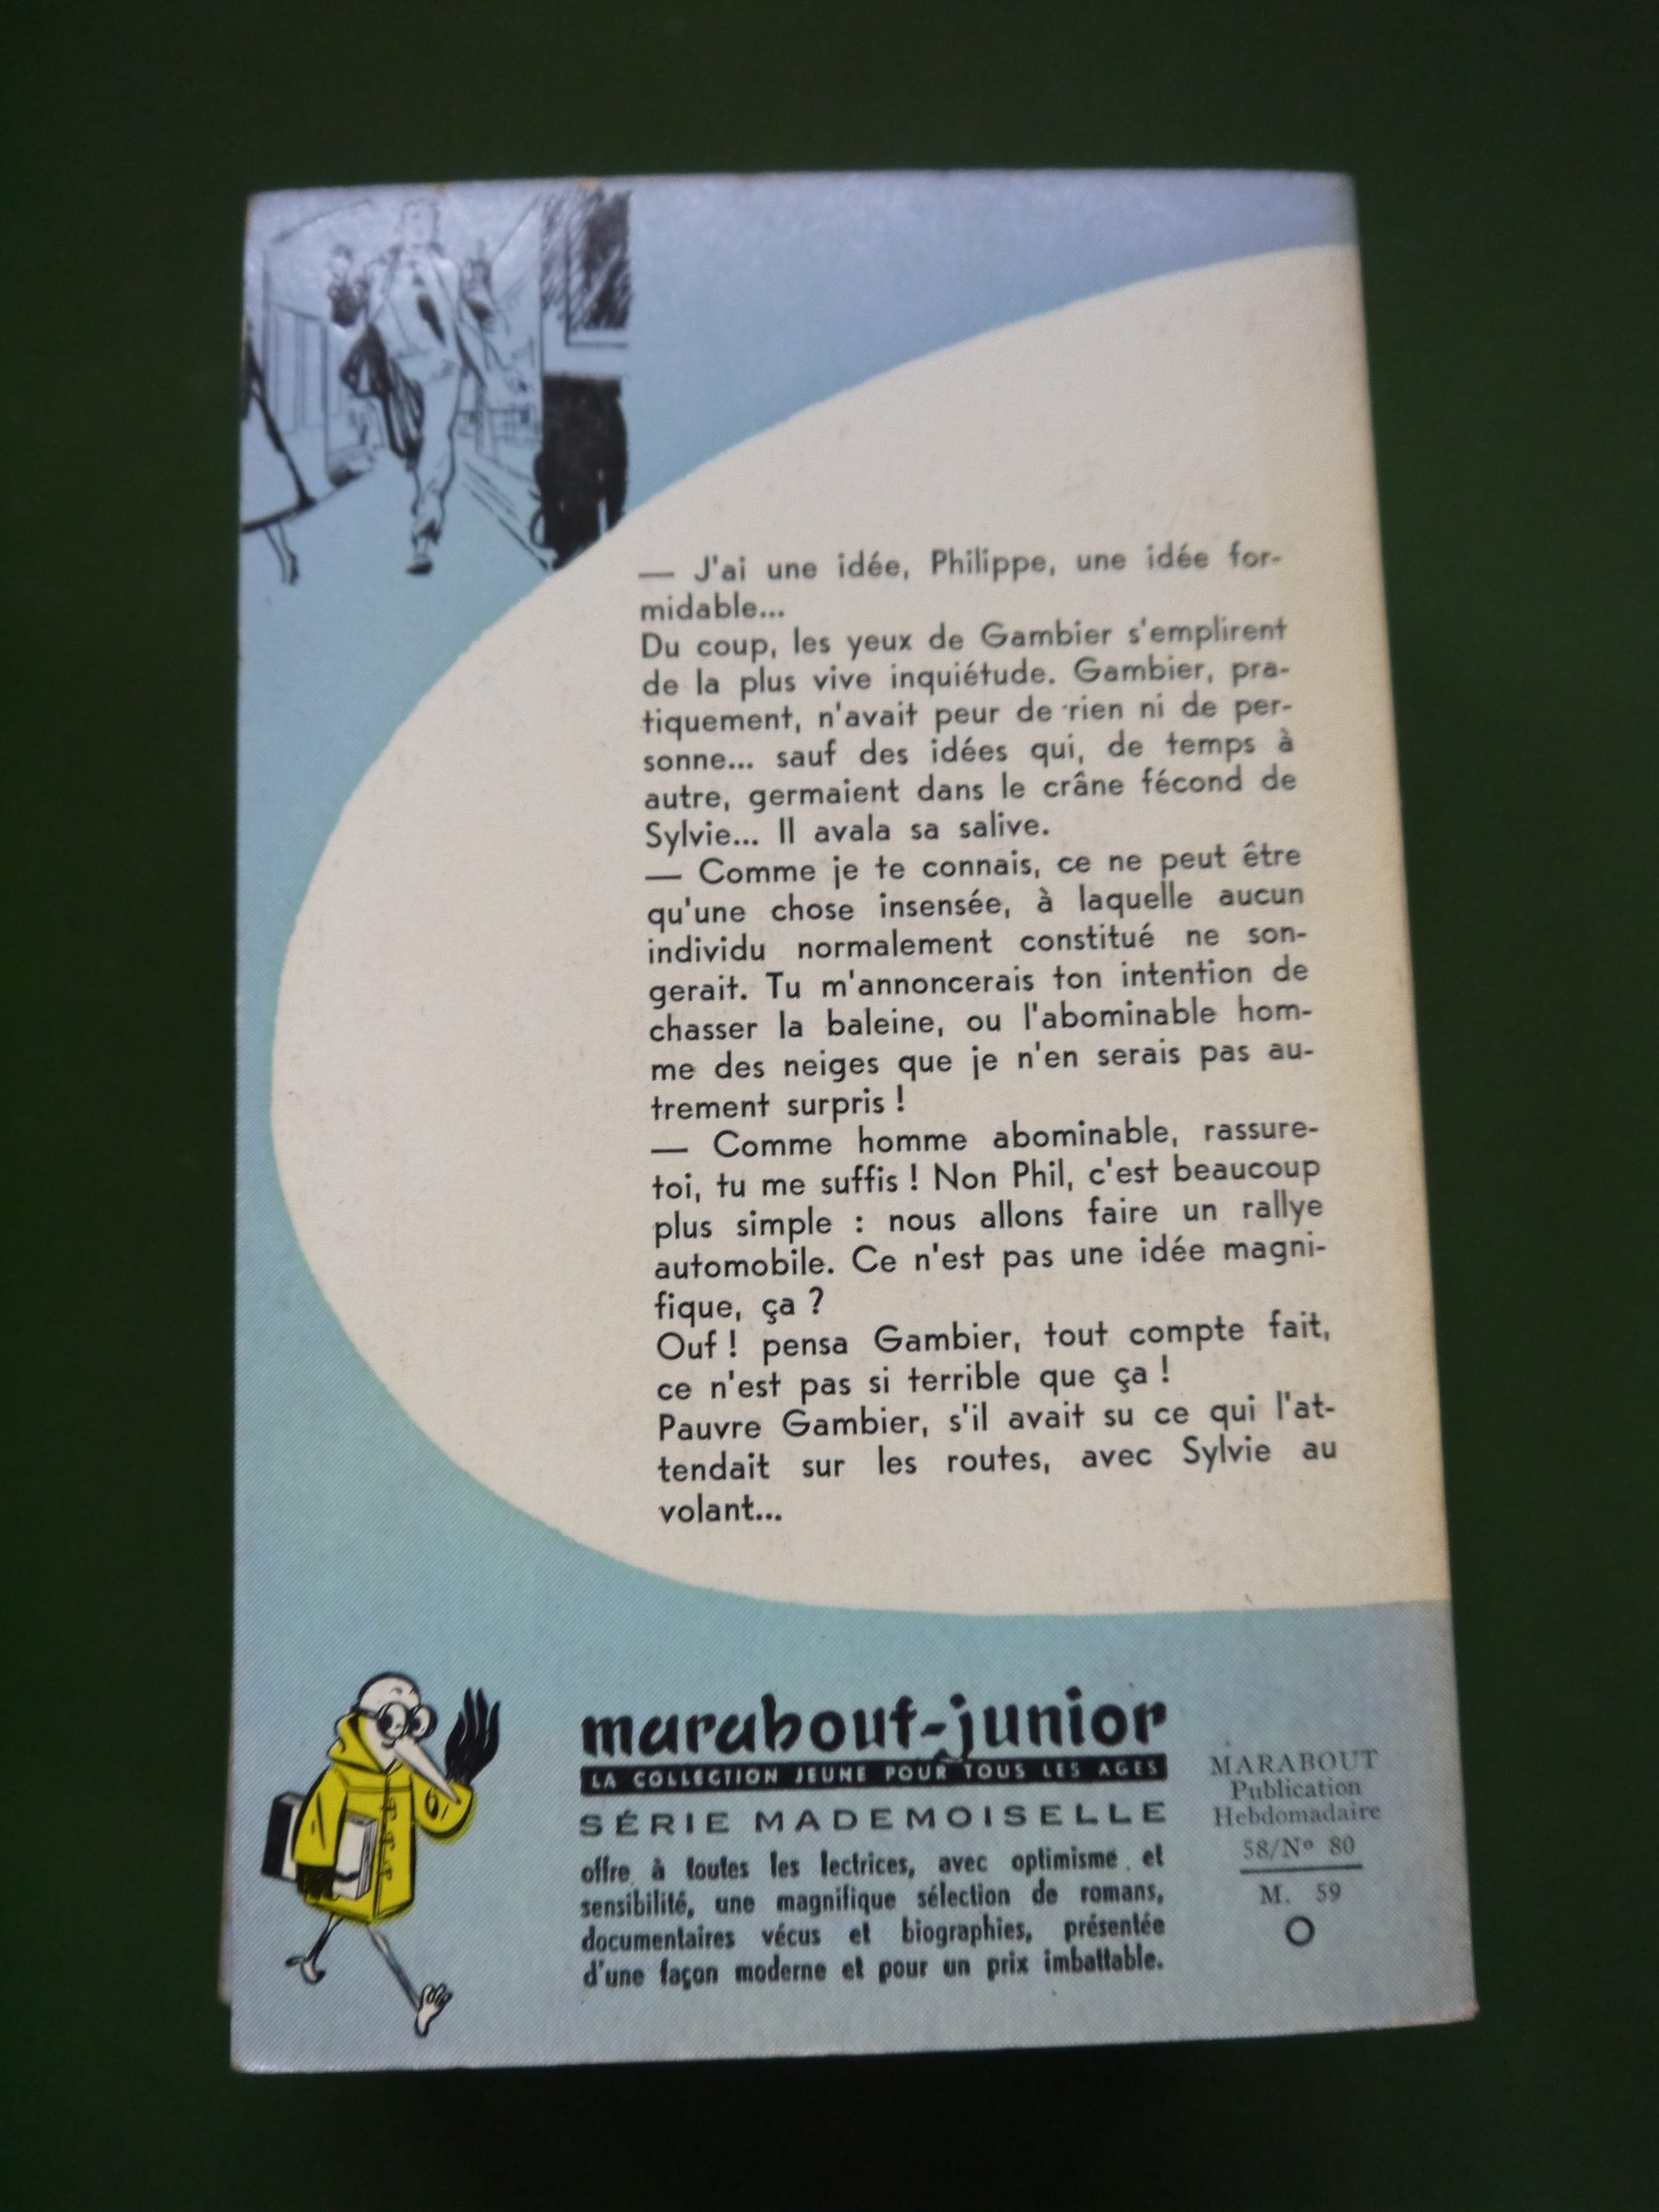 — J'ai une idée, Philippe, une idée for-
midable...
Du coup, les yeux de Gambier s'emplirent
de la plus vive inquiétude. Gambier, pra-
tiquement, n'avait peur de rien ni de per-
sonne... sauf des idées qui, de temps à
autre, germaient dans le crâne fécond de
Sylvie... Il avala sa salive.
— Comme je te connais, ce ne peut être
qu'une chose insensée, à laquelle aucun
individu normalement constitué ne son-
gerait. Tu m'annoncerais ton intention de
chasser la baleine, ou l'abominable hom-
me des neiges que je n'en serais pas au-
trement surpris !
— Comme homme abominable, rassure-
toi, tu me suffis ! Non Phil, c'est beaucoup
plus simple : nous allons faire un rallye
automobile. Ce n'est pas une idée magni-
fique, ça ?
Ouf ! pensa Gambier, tout compte fait,
ce n'est pas si terrible que ça !
Pauvre Gambier, s'il avait su ce qui l'at-
tendait sur les routes, avec Sylvie au
volant...
marabout-junior
LA COLLECTION JEUNE POUR TOUS LES AGES
SÉRIE MADEMOISELLE
offre à toutes les lectrices, avec optimisme et
sensibilité, une magnifique sélection de romans,
documentaires vécus et biographies, présentée
d'une façon moderne et pour un prix imbattable.
MARABOUT
Publication
Hebdomadaire
58/Nº 80
M. 59